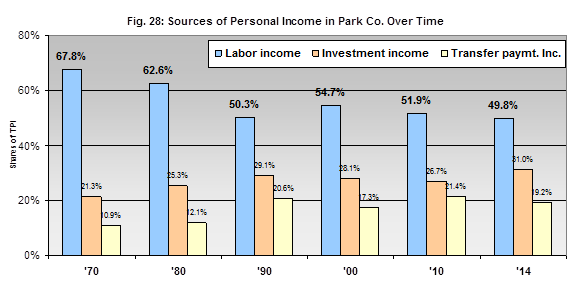 Fig. 28: Sources of Personal Income in Park Co. Over Time
80%
60%
40%
20%
0%
Shares of TPI
Labor income Investment income Transfer paymt. Inc.
67.8% 21.3% 10.9%
62.6% 25.3% 12.1%
50.3% 29.1% 20.6%
54.7% 28.1% 17.3%
51.9% 26.7% 21.4%
49.8% 31.0% 19.2%
'70 '80 '90 '00 '10 '14